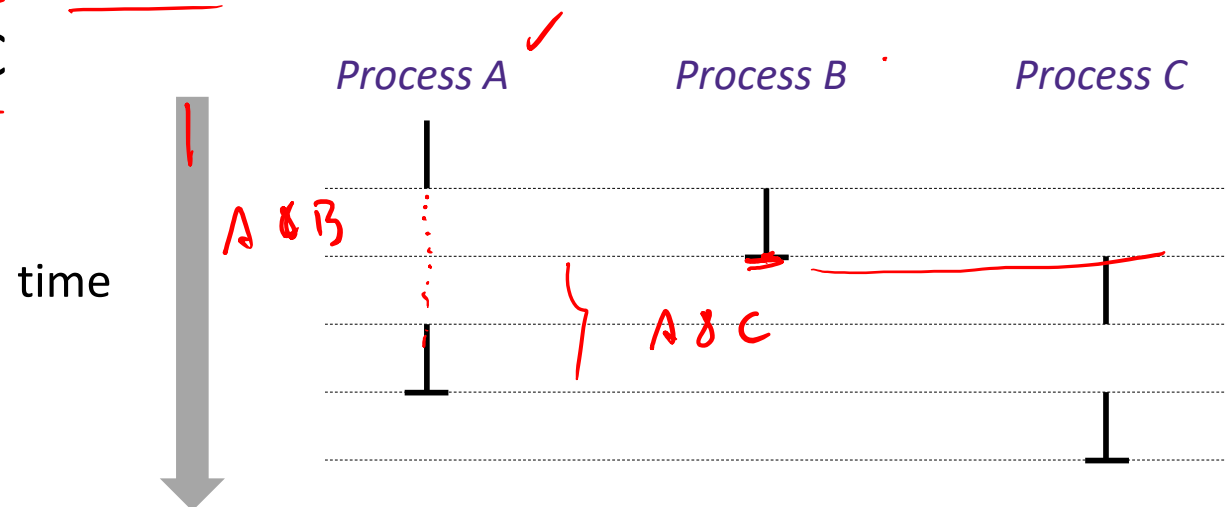 C
Process A Process B Process C
A & B
time
A & C